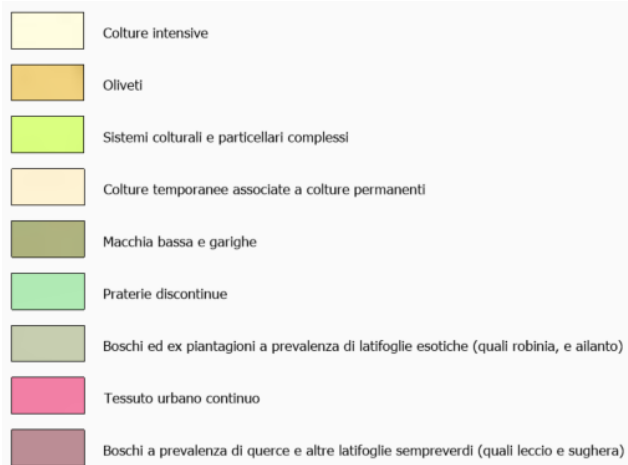 Colture intensive
Oliveti
Sistemi colturali e particellari complessi
Colture temporanee associate a colture permanenti
Macchia bassa e garighe
Praterie discontinue
Boschi ed ex piantagioni a prevalenza di latifoglie esotiche (quali robinia, e ailanto)
Tessuto urbano continuo
Boschi a prevalenza di querce e altre latifoglie sempreverdi (quali leccio e sughera)